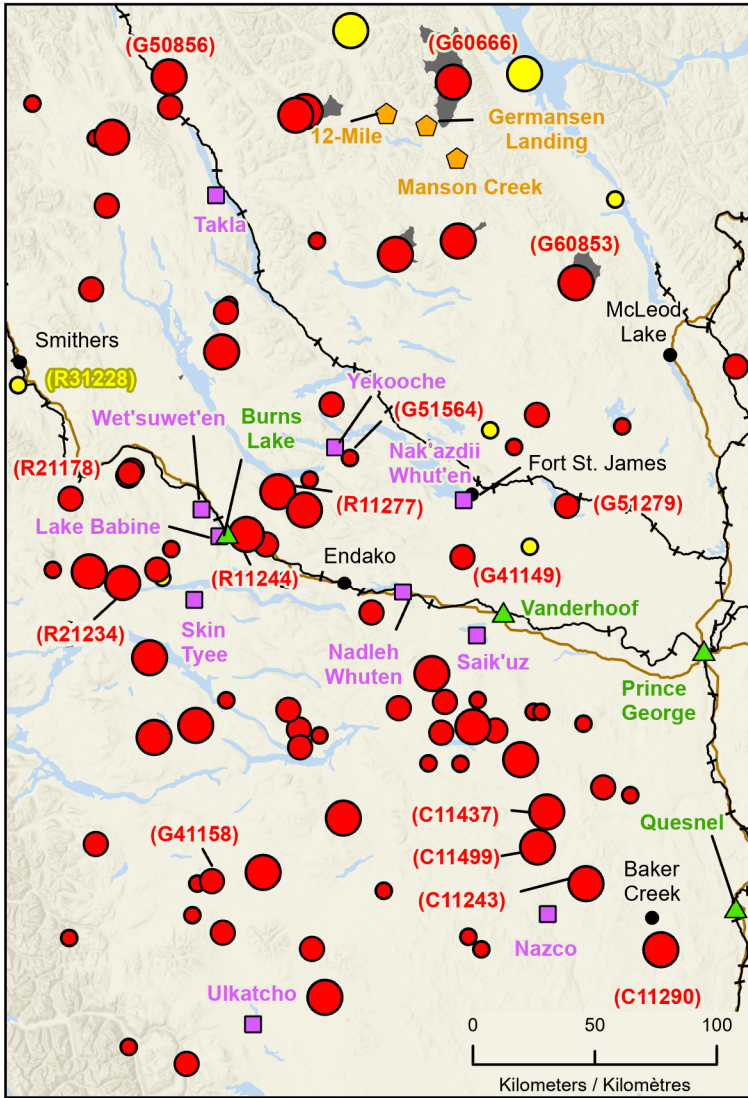 (G50856)
(G60666)
12-Mile
Germansen
Landing
Manson Creek
Takla
(G60853)
McLeod
Lake
Smithers
(R31228)
Yekooche
Wet'suwet'en
Burns
Lake
(G51564)
Nak'azdii
Whut'en
Fort St. James
(R21178)
(R11277)
(G51279)
Lake Babine
Endako
(R11244)
(G41149)
(R21234)
Vanderhoof
Skin
Tyee
Nadleh
Whuten
Saik'uz
Prince
George
(C11437)
Quesnel
(G41158)
(C11499)
Baker
Creek
(C11243)
Nazco
Ulkatcho
(C11290)
0 50 100
Kilometers / Kilomètres